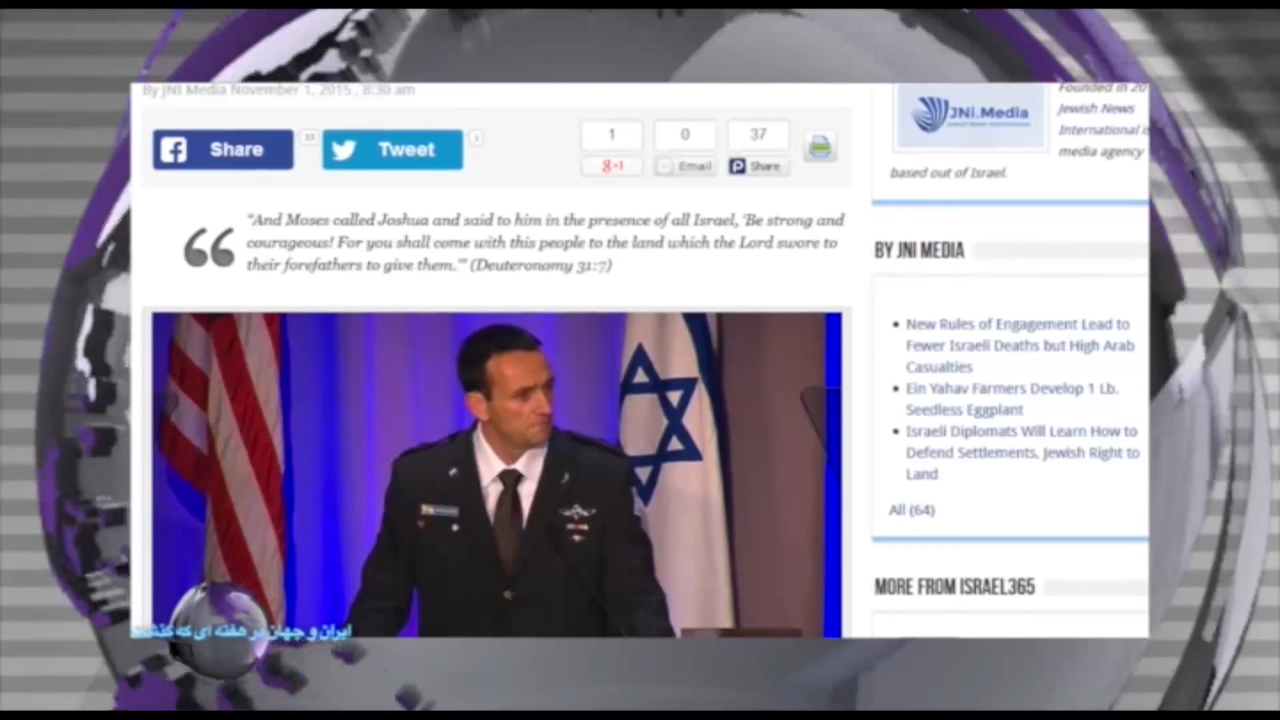 By JNI Media November 1, 2015 , 8:30 am
Share
Tweet
1
0
37
g+1
Email
Share
“And Moses called Joshua and said to him in the presence of all Israel, ‘Be strong and
courageous! For you shall come with this people to the land which the Lord swore to
their forefathers to give them.’” (Deuteronomy 31:7)
JNi.Media
Founded in 20
Jewish News
International is
media agency
based out of Israel.
BY JNI MEDIA
• New Rules of Engagement Lead to
Fewer Israeli Deaths but High Arab
Casualties
• Ein Yahav Farmers Develop 1 Lb.
Seedless Eggplant
• Israeli Diplomats Will Learn How to
Defend Settlements, Jewish Right to
Land
All (64)
MORE FROM ISRAEL365
ایران و جهان در هفته ای که گذشت